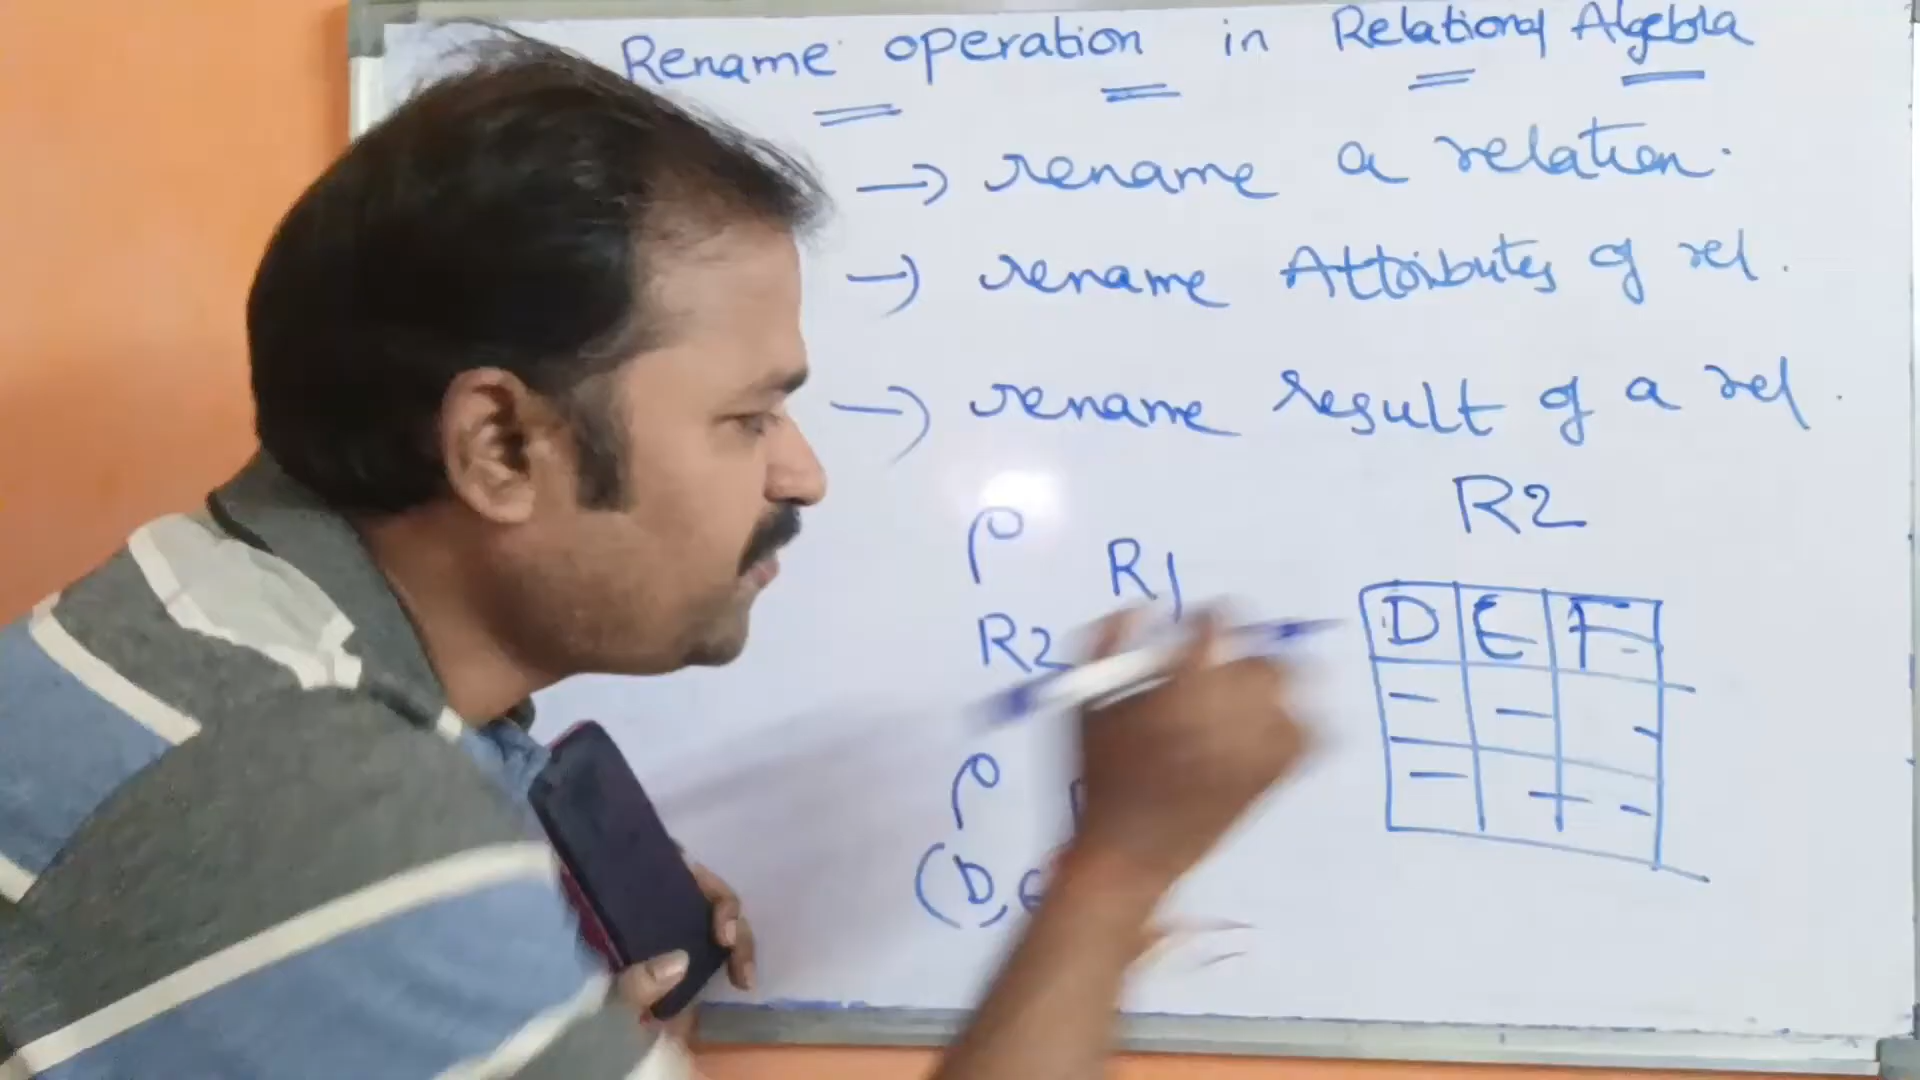 Rename operation in Relational Algebra
→ rename a relation.
→ rename Attributes of rel.
→ rename result of a rel.
R2
ρ R1
R2
D E F
ρ
(D, E